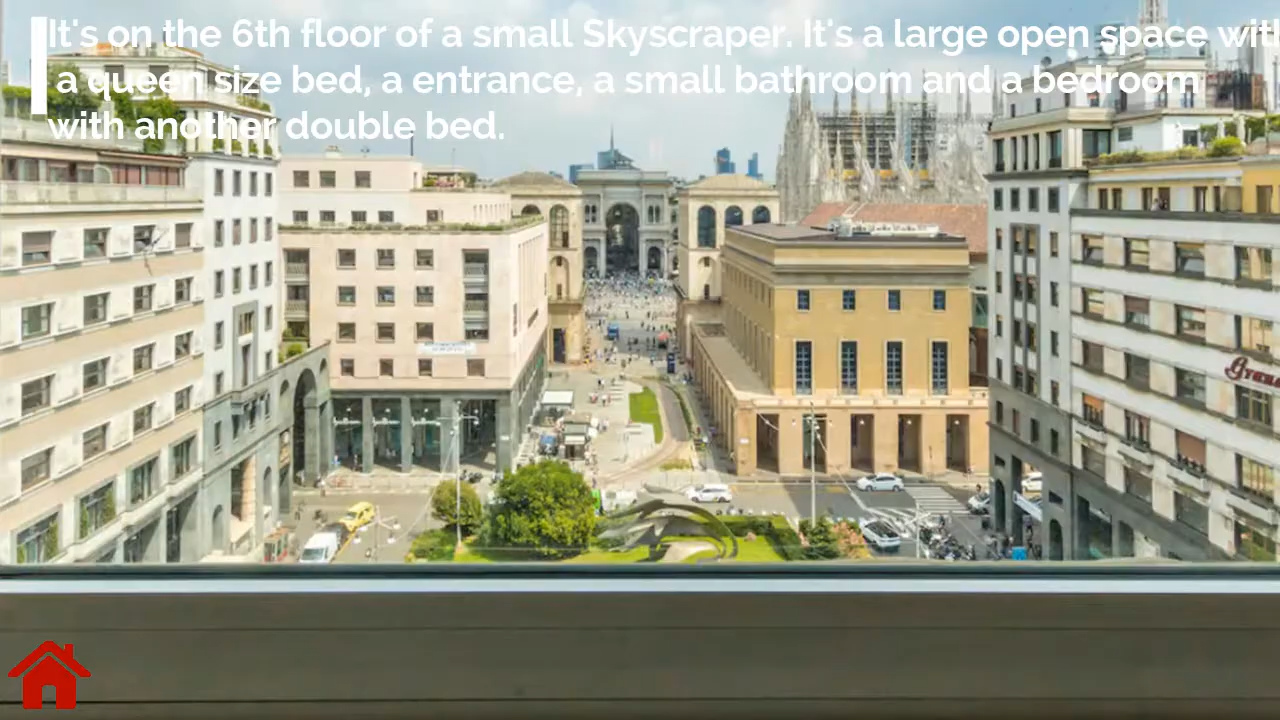 It's on the 6th floor of a small Skyscraper. It's a large open space with
a queen size bed, a entrance, a small bathroom and a bedroom
with another double bed.